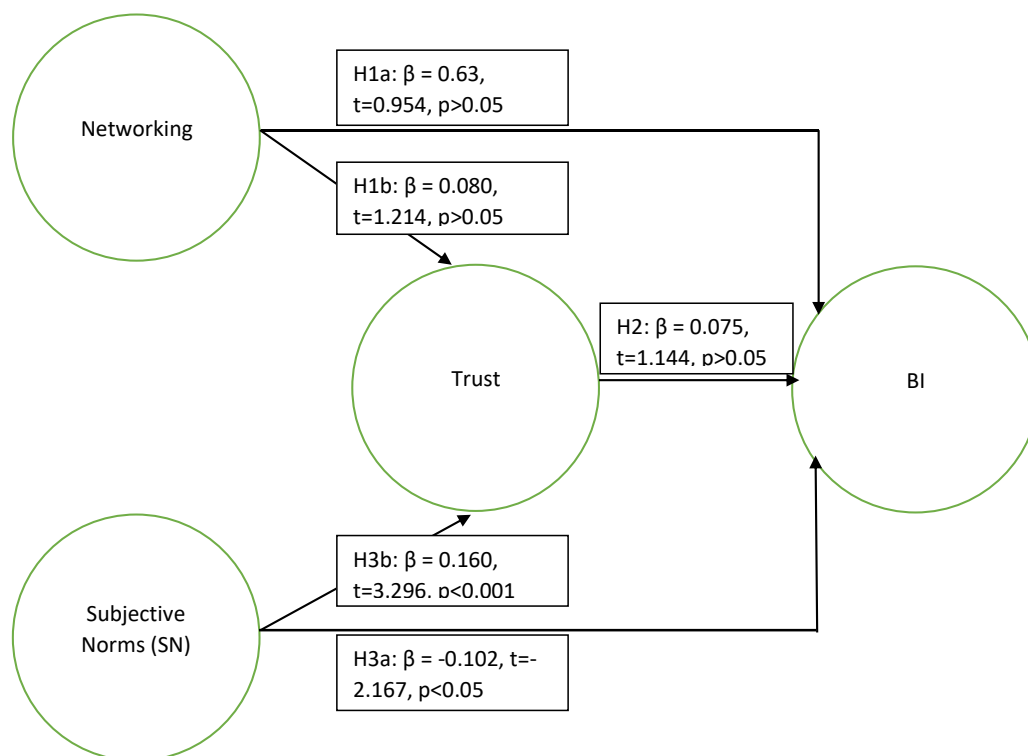 H1a: β = 0.63,
t=0.954, p>0.05
Networking
H1b: β = 0.080,
t=1.214, p>0.05
H2: β = 0.075,
t=1.144, p>0.05
Trust
BI
H3b: β = 0.160,
t=3.296, p<0.001
Subjective
Norms (SN)
H3a: β = -0.102, t=-
2.167, p<0.05